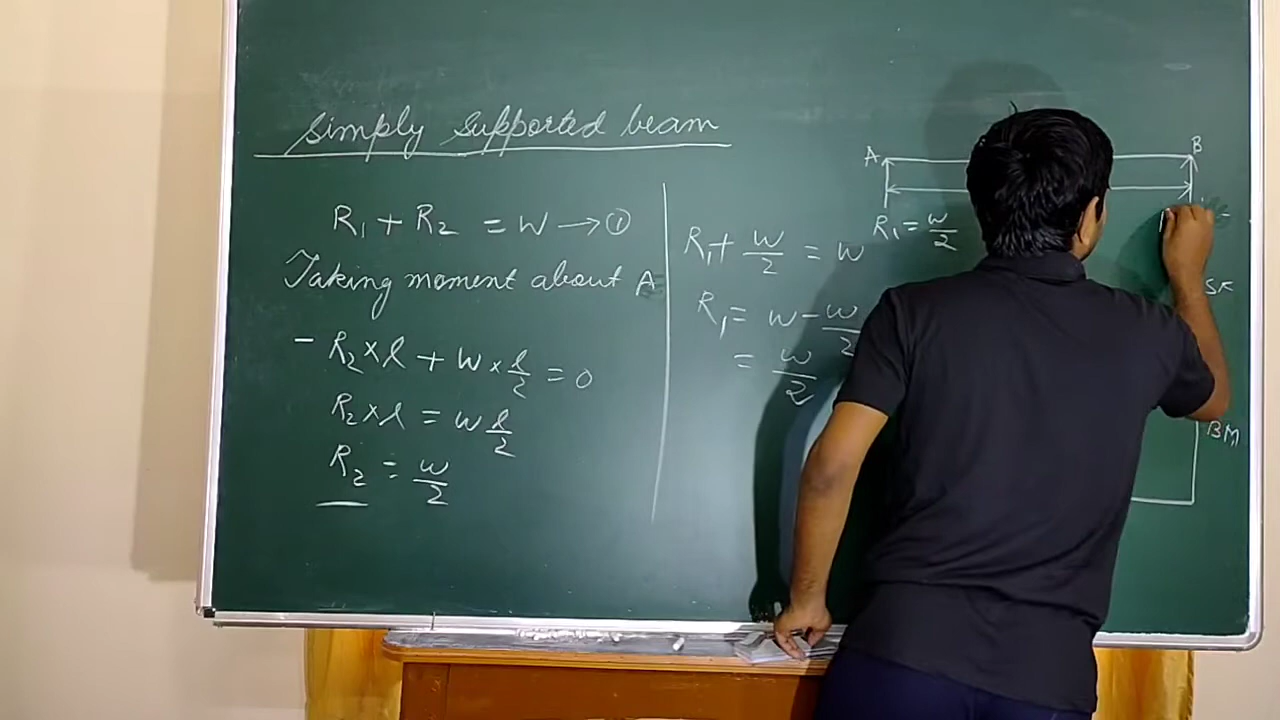 simply supported beam
R₁ + R₂ = W → ①
Taking moment about A
- R₂ × l + W × l/2 = 0
R₂ × l = W l/2
R₂ = W/2
R₁ + W/2 = W
R₁ = W - W/2
= W/2
A B
R₁ = W/2
SF
BM